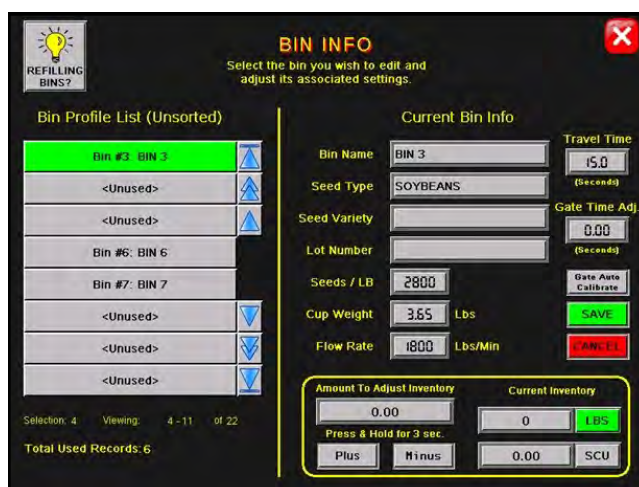 REFILLING
BINS?
BIN INFO
Select the bin you wish to edit and
adjust its associated settings.
Bin Profile List (Unsorted)
Bin #3: BIN 3
<Unused>
<Unused>
Bin #6: BIN 6
Bin #7: BIN 7
<Unused>
<Unused>
<Unused>
Selection: 4 Viewing: 4 - 11 of 22
Total Used Records: 6
Current Bin Info
Bin Name BIN 3
Seed Type SOYBEANS
Seed Variety
Lot Number
Seeds / LB 2800
Cup Weight 3.65 Lbs
Flow Rate 1800 Lbs/Min
Travel Time
15.0
(Seconds)
Gate Time Adj.
0.00
(Seconds)
Gate Auto
Calibrate
SAVE
CANCEL
Amount To Adjust Inventory
0.00
Press & Hold for 3 sec.
Plus Minus
Current Inventory
0 LBS
0.00 SCU